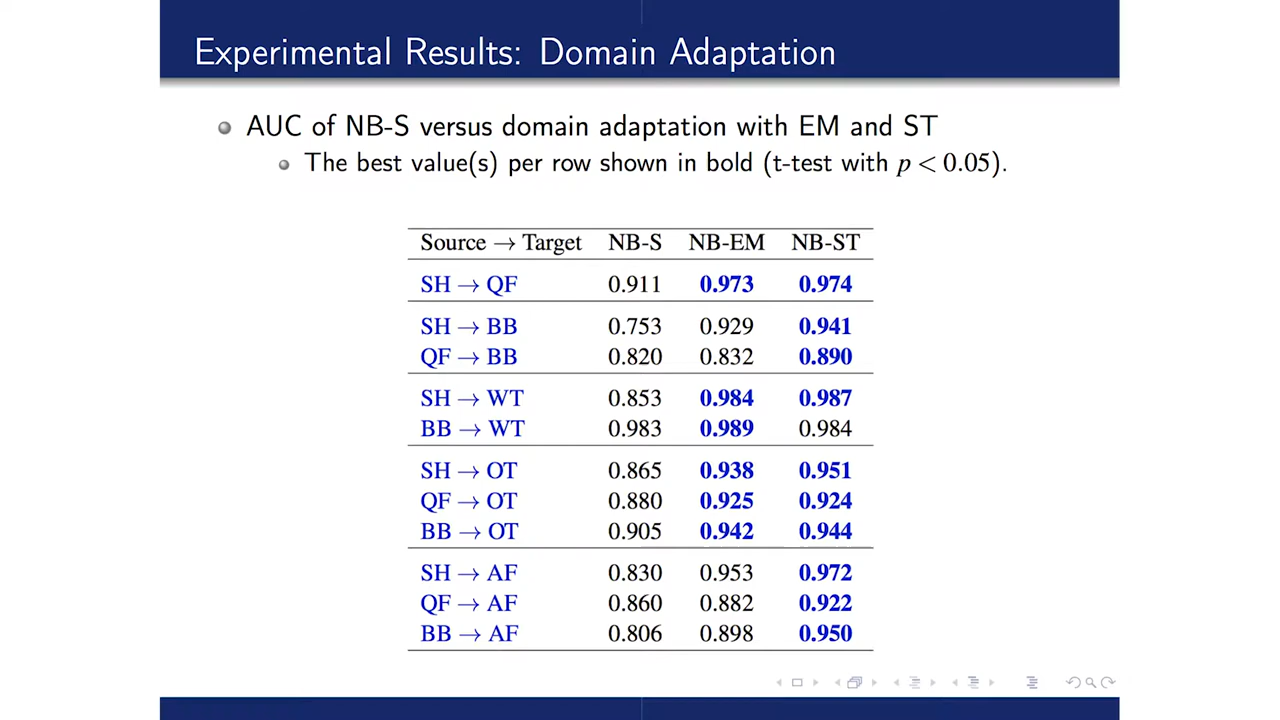 Experimental Results: Domain Adaptation
AUC of NB-S versus domain adaptation with EM and ST
The best value(s) per row shown in bold (t-test with p < 0.05).
Source → Target NB-S NB-EM NB-ST
SH → QF 0.911 0.973 0.974
SH → BB 0.753 0.929 0.941
QF → BB 0.820 0.832 0.890
SH → WT 0.853 0.984 0.987
BB → WT 0.983 0.989 0.984
SH → OT 0.865 0.938 0.951
QF → OT 0.880 0.925 0.924
BB → OT 0.905 0.942 0.944
SH → AF 0.830 0.953 0.972
QF → AF 0.860 0.882 0.922
BB → AF 0.806 0.898 0.950